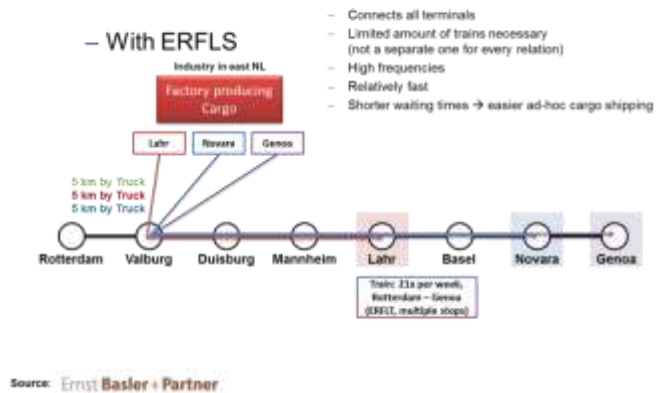 – With ERFLS
– Connects all terminals
– Limited amount of trains necessary
(not a separate one for every relation)
– High frequencies
– Relatively fast
– Shorter waiting times → easier ad-hoc cargo shipping
Industry in east NL
Factory producing
Cargo
Lahr Novara Genoa
5 km by Truck
5 km by Truck
5 km by Truck
Rotterdam Valburg Duisburg Mannheim Lahr Basel Novara Genoa
Train: 21x per week,
Rotterdam – Genoa
(ERFLT, multiple stops)
Source: Ernst Basler + Partner